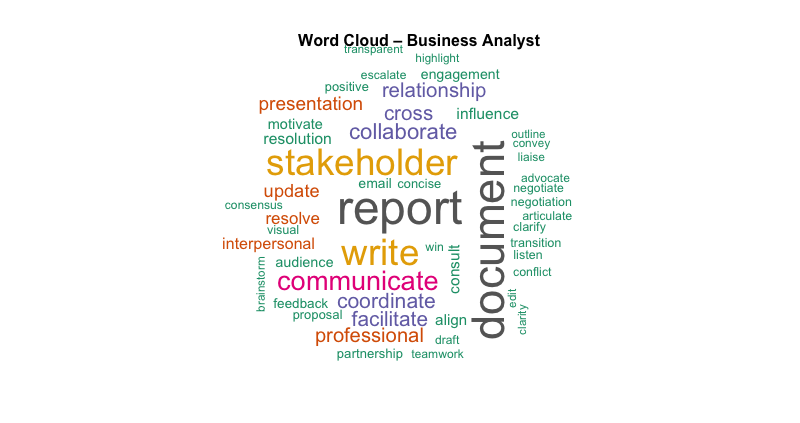 Word Cloud – Business Analyst
transparent
highlight
escalate
engagement
positive
relationship
presentation
cross
influence
motivate
collaborate
resolution
outline
convey
stakeholder
document
liaise
email
concise
advocate
update
negotiate
consensus
report
negotiation
resolve
articulate
visual
clarify
interpersonal
write
win
consult
transition
listen
audience
communicate
conflict
brainstorm
feedback
coordinate
edit
proposal
facilitate
align
clarity
professional
draft
partnership
teamwork